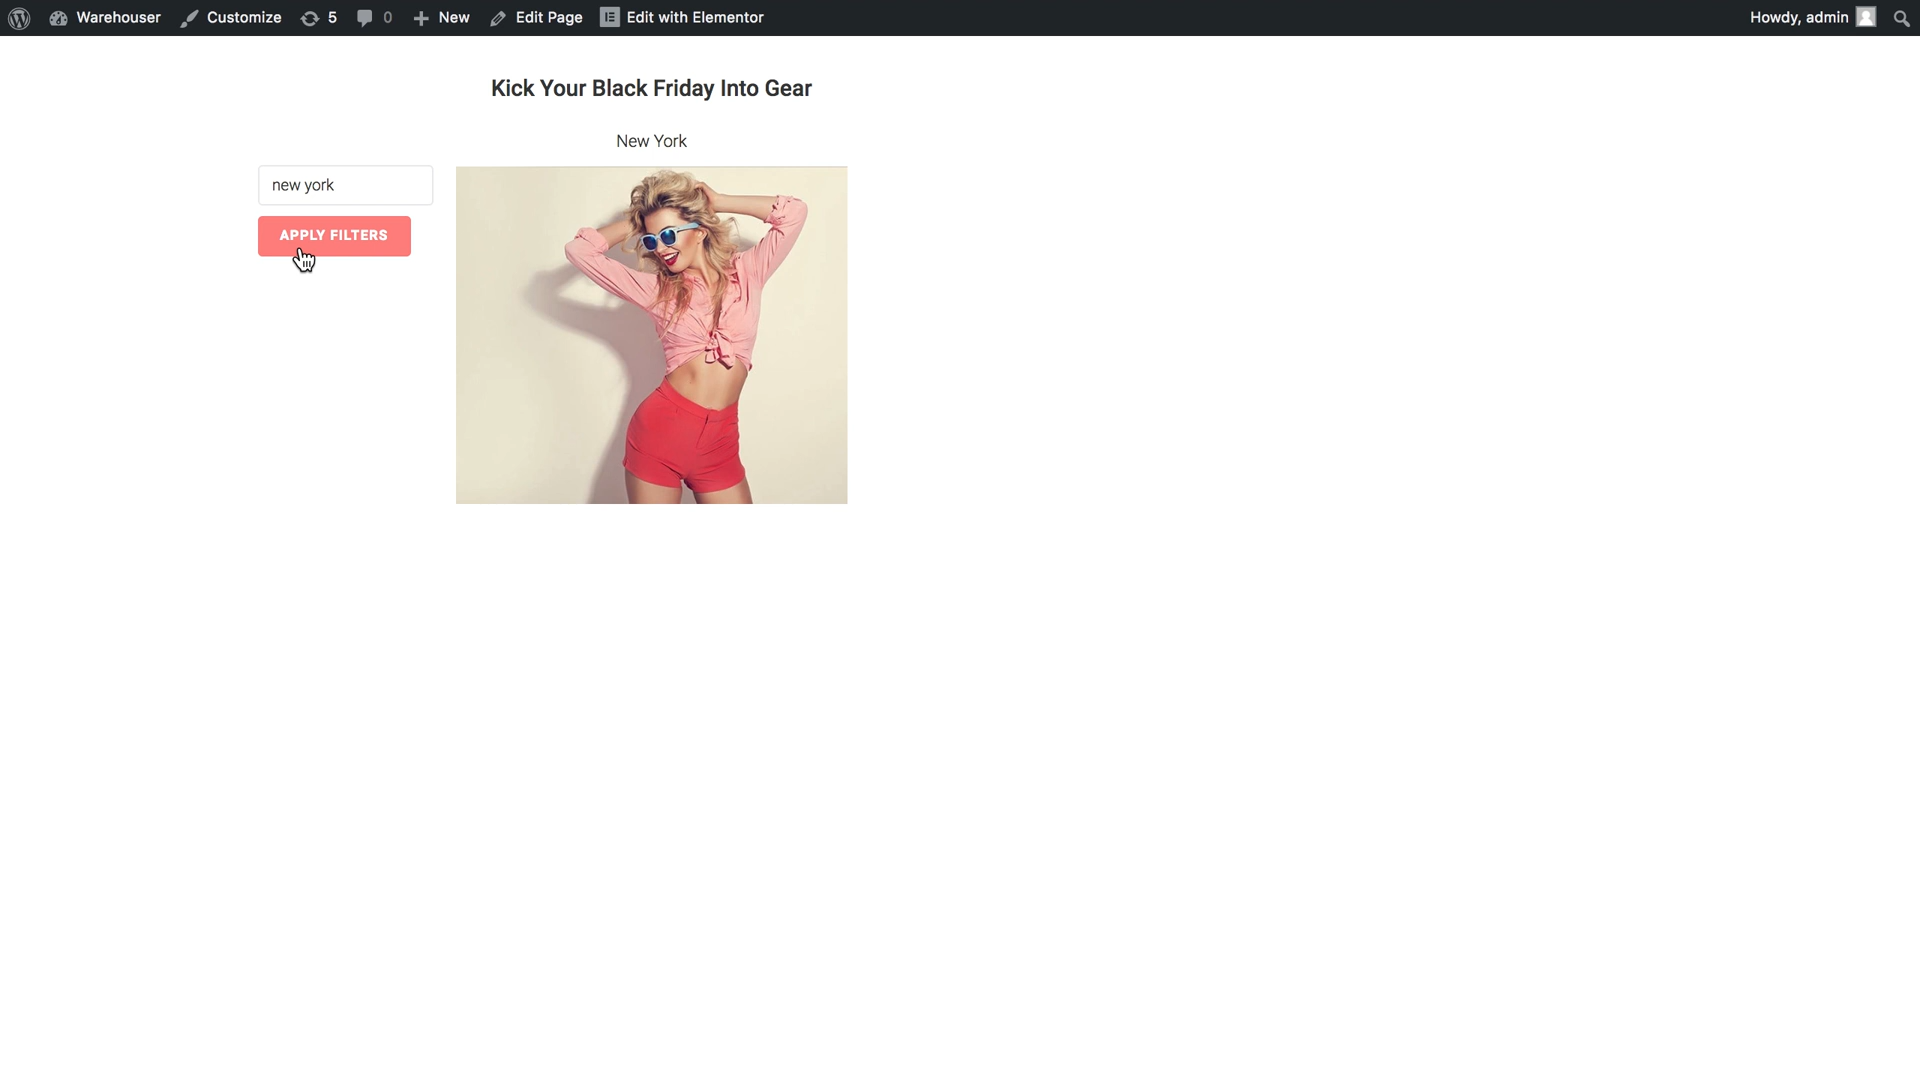 Warehouser Customize 5 0 New Edit Page Edit with Elementor Howdy, admin
Kick Your Black Friday Into Gear
New York
new york
APPLY FILTERS